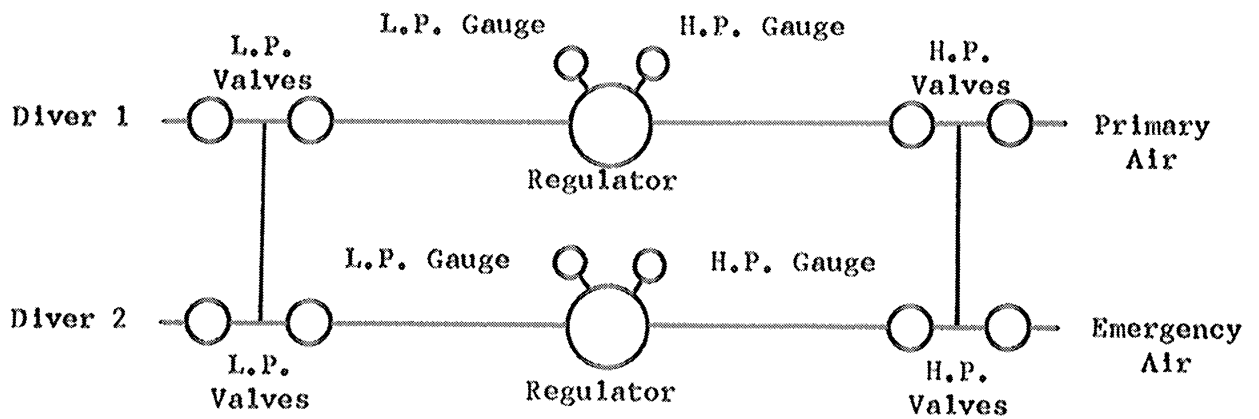 L.P. Gauge
H.P. Gauge
L.P.
Valves
H.P.
Valves
Diver 1
Primary
Air
Regulator
L.P. Gauge
H.P. Gauge
Diver 2
Emergency
Air
L.P.
Valves
Regulator
H.P.
Valves